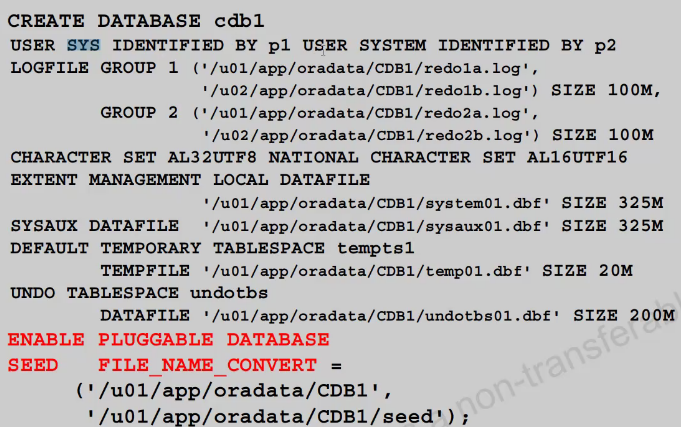 CREATE DATABASE cdb1
USER SYS IDENTIFIED BY p1 USER SYSTEM IDENTIFIED BY p2
LOGFILE GROUP 1 ('/u01/app/oradata/CDB1/redo1a.log',
'/u02/app/oradata/CDB1/redo1b.log') SIZE 100M,
GROUP 2 ('/u01/app/oradata/CDB1/redo2a.log',
'/u02/app/oradata/CDB1/redo2b.log') SIZE 100M
CHARACTER SET AL32UTF8 NATIONAL CHARACTER SET AL16UTF16
EXTENT MANAGEMENT LOCAL DATAFILE
'/u01/app/oradata/CDB1/system01.dbf' SIZE 325M
SYSAUX DATAFILE '/u01/app/oradata/CDB1/sysaux01.dbf' SIZE 325M
DEFAULT TEMPORARY TABLESPACE tempts1
TEMPFILE '/u01/app/oradata/CDB1/temp01.dbf' SIZE 20M
UNDO TABLESPACE undotbs
DATAFILE '/u01/app/oradata/CDB1/undotbs01.dbf' SIZE 200M
ENABLE PLUGGABLE DATABASE
SEED FILE_NAME_CONVERT =
('/u01/app/oradata/CDB1',
'/u01/app/oradata/CDB1/seed');
a non-transferabl